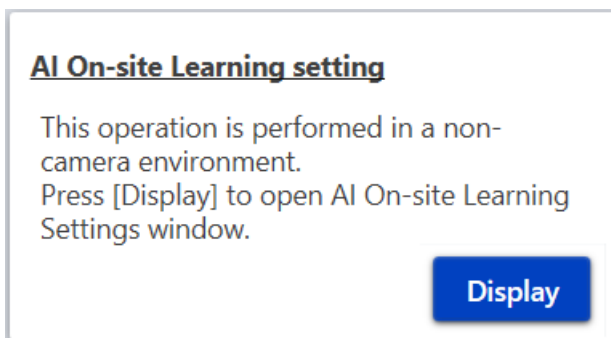 AI On-site Learning setting
This operation is performed in a non-
camera environment.
Press [Display] to open AI On-site Learning
Settings window.
Display